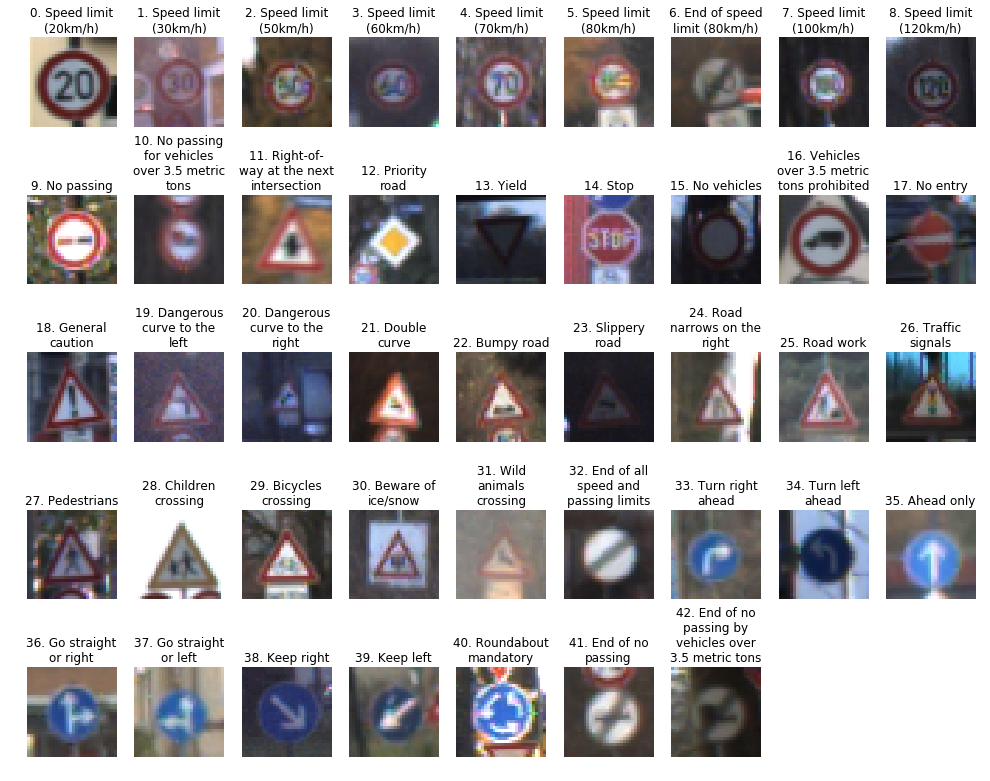 0. Speed limit
(20km/h)
1. Speed limit
(30km/h)
2. Speed limit
(50km/h)
3. Speed limit
(60km/h)
4. Speed limit
(70km/h)
5. Speed limit
(80km/h)
6. End of speed
limit (80km/h)
7. Speed limit
(100km/h)
8. Speed limit
(120km/h)
20
30
50
60
70
80
100
120
9. No passing
10. No passing
for vehicles
over 3.5 metric
tons
11. Right-of-
way at the next
intersection
12. Priority
road
13. Yield
14. Stop
15. No vehicles
16. Vehicles
over 3.5 metric
tons prohibited
17. No entry
STOP
18. General
caution
19. Dangerous
curve to the
left
20. Dangerous
curve to the
right
21. Double
curve
22. Bumpy road
23. Slippery
road
24. Road
narrows on the
right
25. Road work
26. Traffic
signals
27. Pedestrians
28. Children
crossing
29. Bicycles
crossing
30. Beware of
ice/snow
31. Wild
animals
crossing
32. End of all
speed and
passing limits
33. Turn right
ahead
34. Turn left
ahead
35. Ahead only
36. Go straight
or right
37. Go straight
or left
38. Keep right
39. Keep left
40. Roundabout
mandatory
41. End of no
passing
42. End of no
passing by
vehicles over
3.5 metric tons